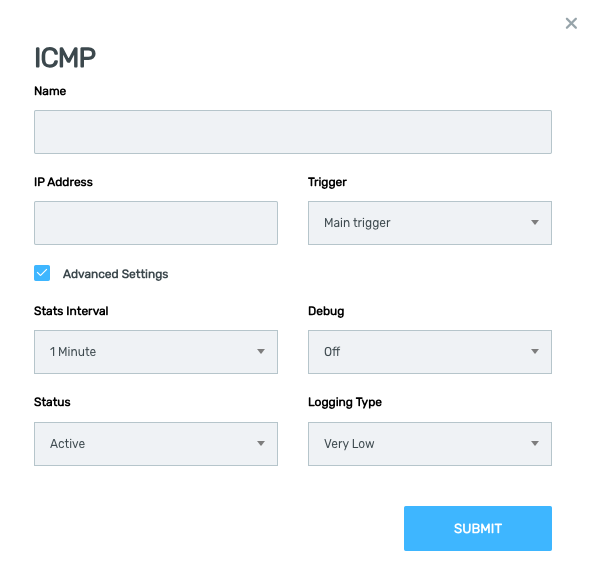 ICMP
Name
IP Address
Trigger
Main trigger
Advanced Settings
Stats Interval
Debug
1 Minute
Off
Status
Logging Type
Active
Very Low
SUBMIT